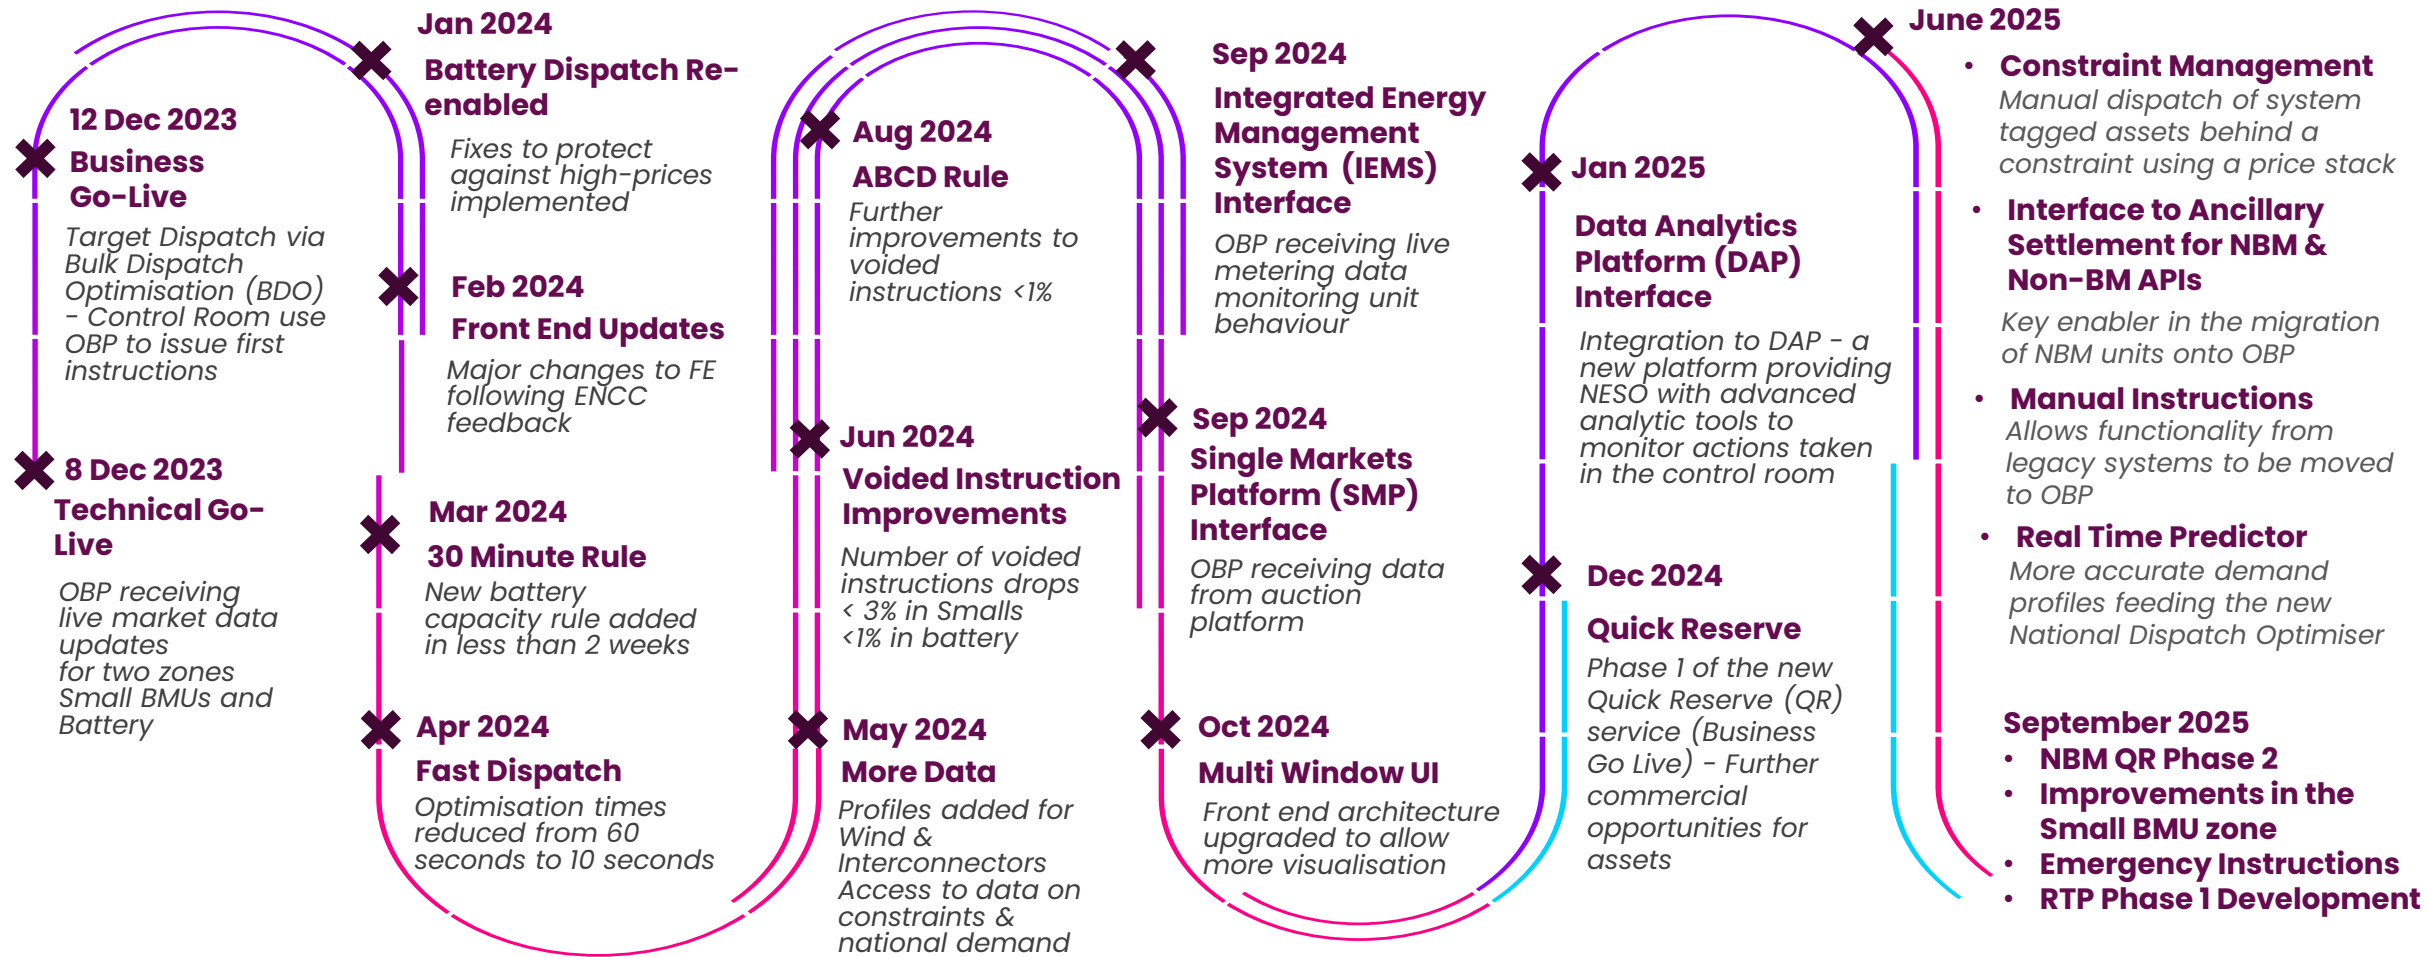 12 Dec 2023
Business
Go-Live
Target Dispatch via
Bulk Dispatch
Optimisation (BDO)
- Control Room use
OBP to issue first
instructions
8 Dec 2023
Technical Go-
Live
OBP receiving
live market data
updates
for two zones
Small BMUs and
Battery
Jan 2024
Battery Dispatch Re-
enabled
Fixes to protect
against high-prices
implemented
Feb 2024
Front End Updates
Major changes to FE
following ENCC
feedback
Mar 2024
30 Minute Rule
New battery
capacity rule added
in less than 2 weeks
Apr 2024
Fast Dispatch
Optimisation times
reduced from 60
seconds to 10 seconds
Aug 2024
ABCD Rule
Further
improvements to
voided
instructions <1%
Jun 2024
Voided Instruction
Improvements
Number of voided
instructions drops
< 3% in Smalls
<1% in battery
May 2024
More Data
Profiles added for
Wind &
Interconnectors
Access to data on
constraints &
national demand
Sep 2024
Integrated Energy
Management
System (IEMS)
Interface
OBP receiving live
metering data
monitoring unit
behaviour
Sep 2024
Single Markets
Platform (SMP)
Interface
OBP receiving data
from auction
platform
Oct 2024
Multi Window UI
Front end architecture
upgraded to allow
more visualisation
Jan 2025
Data Analytics
Platform (DAP)
Interface
Integration to DAP - a
new platform providing
NESO with advanced
analytic tools to
monitor actions taken
in the control room
Dec 2024
Quick Reserve
Phase 1 of the new
Quick Reserve (QR)
service (Business
Go Live) - Further
commercial
opportunities for
assets
June 2025
• Constraint Management
Manual dispatch of system
tagged assets behind a
constraint using a price stack
• Interface to Ancillary
Settlement for NBM &
Non-BM APIs
Key enabler in the migration
of NBM units onto OBP
• Manual Instructions
Allows functionality from
legacy systems to be moved
to OBP
• Real Time Predictor
More accurate demand
profiles feeding the new
National Dispatch Optimiser
September 2025
• NBM QR Phase 2
• Improvements in the
Small BMU zone
• Emergency Instructions
• RTP Phase 1 Development